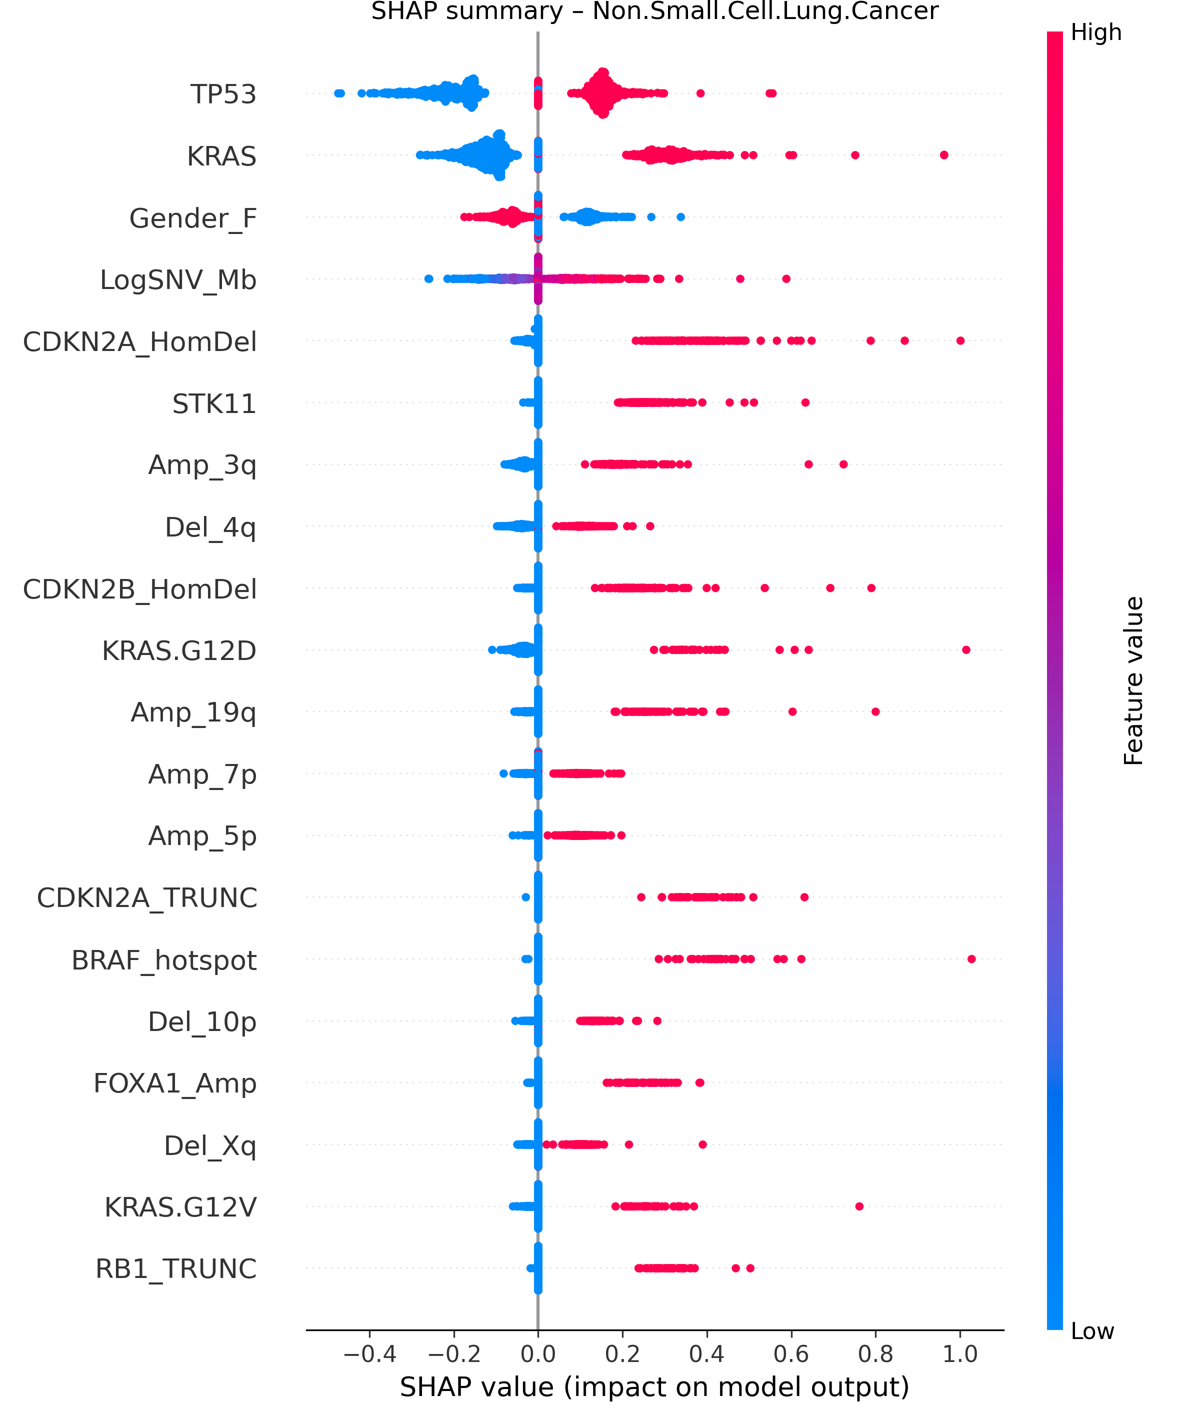 SHAP summary – Non.Small.Cell.Lung.Cancer
High
TP53
KRAS
Gender_F
LogSNV_Mb
CDKN2A_HomDel
STK11
Amp_3q
Del_4q
CDKN2B_HomDel
KRAS.G12D
Amp_19q
Amp_7p
Amp_5p
CDKN2A_TRUNC
BRAF_hotspot
Del_10p
FOXA1_Amp
Del_Xq
KRAS.G12V
RB1_TRUNC
Feature value
Low
−0.4 −0.2 0.0 0.2 0.4 0.6 0.8 1.0
SHAP value (impact on model output)